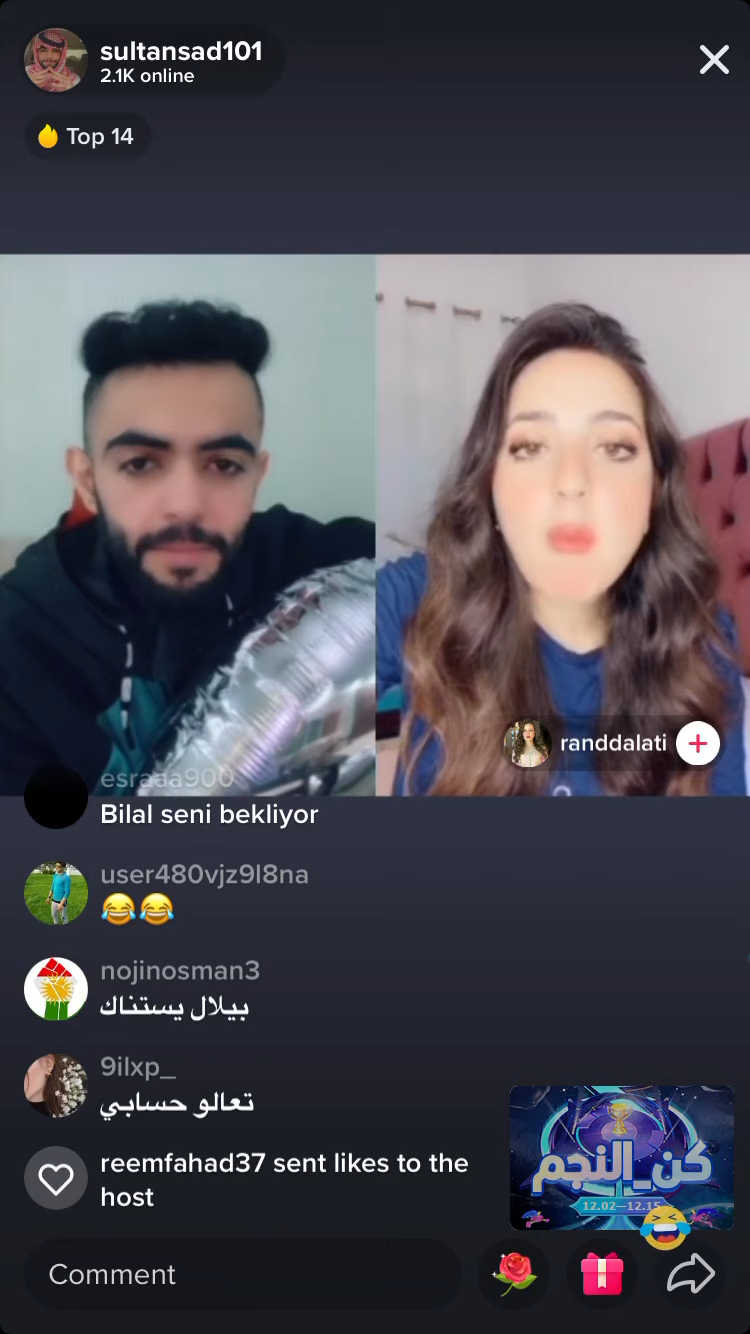 sultansad101
2.1K online
Top 14
randdalati
esraaa900
Bilal seni bekliyor
user480vjz9l8na
😂😂
nojinosman3
بيلال يستناك
9ilxp_
تعالو حسابي
reemfahad37 sent likes to the
host
كن_النجم
12.02—12.15
Comment